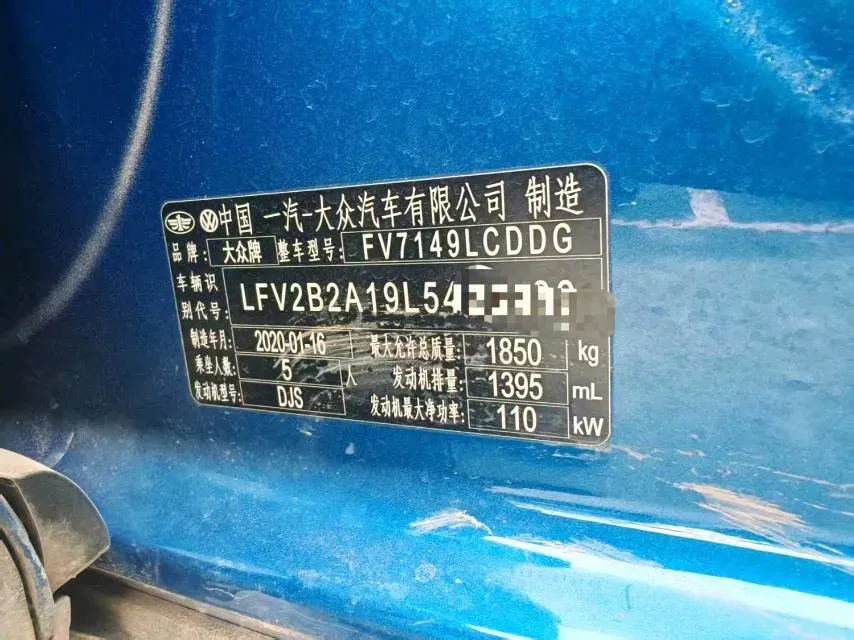 中国 一汽-大众汽车有限公司 制造
品牌: 大众牌 整车型号: FV7149LCDDG
车辆识别代号: LFV2B2A19L54
制造年月: 2020-01-16 最大允许总质量: 1850 kg
乘坐人数: 5 人 发动机排量: 1395 mL
发动机型号: DJS 发动机最大净功率: 110 kW